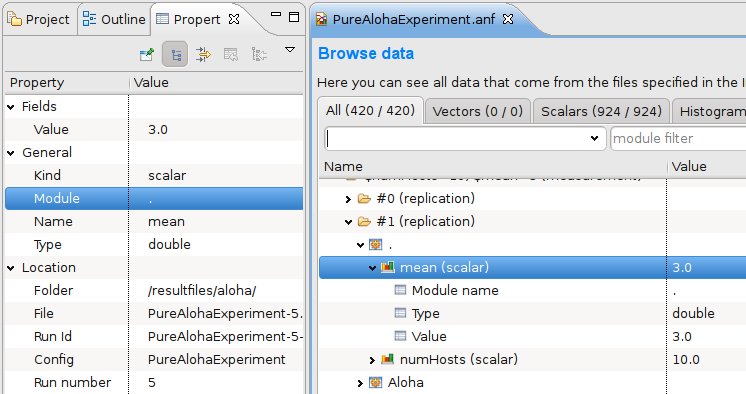 Project
Outline
Propert
Property Value
Fields
Value 3.0
General
Kind scalar
Module .
Name mean
Type double
Location
Folder /resultfiles/aloha/
File PureAlohaExperiment-5.
Run Id PureAlohaExperiment-5-
Config PureAlohaExperiment
Run number 5
PureAlohaExperiment.anf
Browse data
Here you can see all data that come from the files specified in the I
All (420 / 420)
Vectors (0 / 0)
Scalars (924 / 924)
Histogram
module filter
Name Value
#0 (replication)
#1 (replication)
.
mean (scalar) 3.0
Module name .
Type double
Value 3.0
numHosts (scalar) 10.0
Aloha